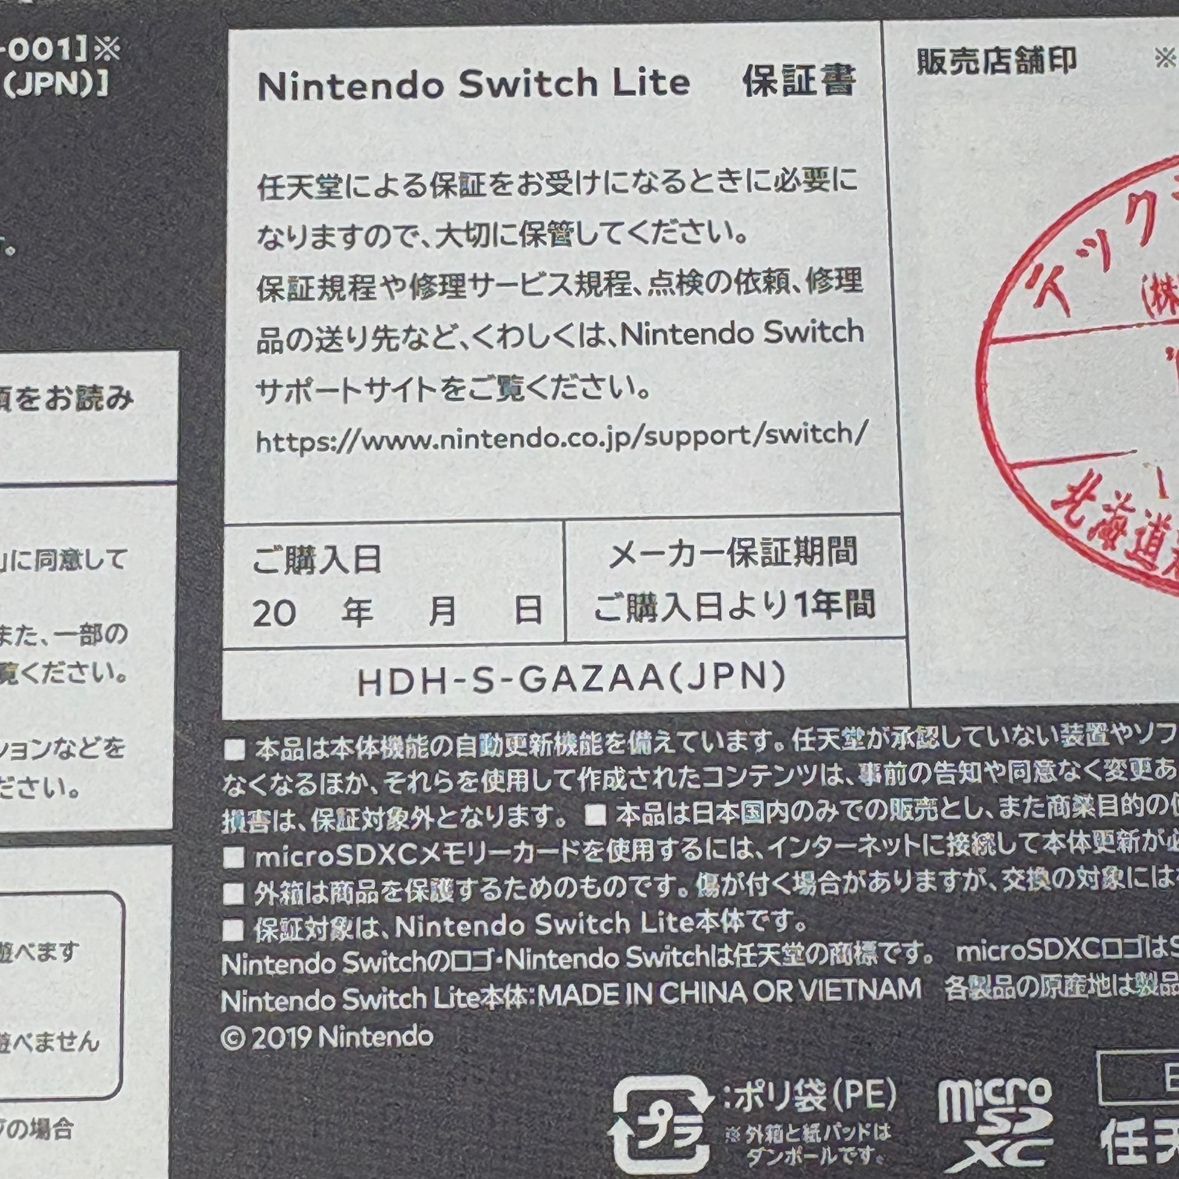 -001]※
(JPN)]
す。
項をお読み
」に同意して
また、一部の
覧ください。
ションなどを
ださい。
遊べます
遊べません
の場合
Nintendo Switch Lite 保証書
任天堂による保証をお受けになるときに必要に
なりますので、大切に保管してください。
保証規程や修理サービス規程、点検の依頼、修理
品の送り先など、くわしくは、Nintendo Switch
サポートサイトをご覧ください。
https://www.nintendo.co.jp/support/switch/
ご購入日
20 年 月 日
メーカー保証期間
ご購入日より1年間
HDH-S-GAZAA(JPN)
販売店舗印 ※
ックラ
(株
北海道
■ 本品は本体機能の自動更新機能を備えています。任天堂が承認していない装置やソフ
なくなるほか、それらを使用して作成されたコンテンツは、事前の告知や同意なく変更あ
損害は、保証対象外となります。 ■ 本品は日本国内のみでの販売とし、また商業目的の使
■ microSDXCメモリーカードを使用するには、インターネットに接続して本体更新が必
■ 外箱は商品を保護するためのものです。傷が付く場合がありますが、交換の対象にはな
■ 保証対象は、Nintendo Switch Lite本体です。
Nintendo Switchのロゴ・Nintendo Switchは任天堂の商標です。 microSDXCロゴはS
Nintendo Switch Lite本体:MADE IN CHINA OR VIETNAM 各製品の原産地は製品
© 2019 Nintendo
プラ:ポリ袋(PE)
※外箱と紙パッドは
ダンボールです。
micro
SD
XC
日
任天